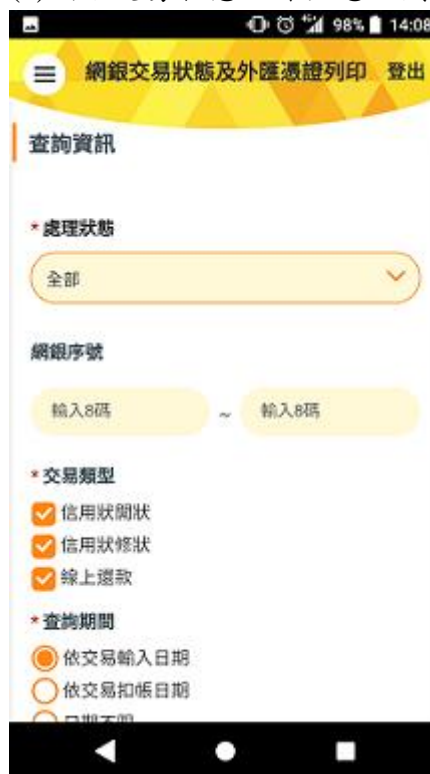 98% 14:08
網銀交易狀態及外匯憑證列印 登出
查詢資訊
*處理狀態
全部
網銀序號
輸入8碼 ~ 輸入8碼
*交易類型
信用狀開狀
信用狀修狀
線上還款
*查詢期間
依交易輸入日期
依交易扣帳日期